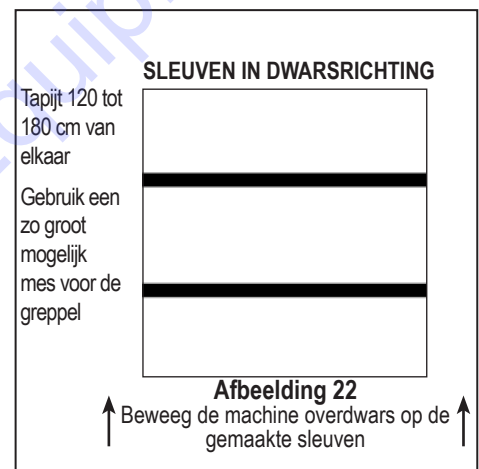 SLEUVEN IN DWARSRICHTING
Tapijt 120 tot
180 cm van
elkaar
Gebruik een
zo groot
mogelijk
mes voor de
greppel
Afbeelding 22
Beweeg de machine overdwars op de
gemaakte sleuven